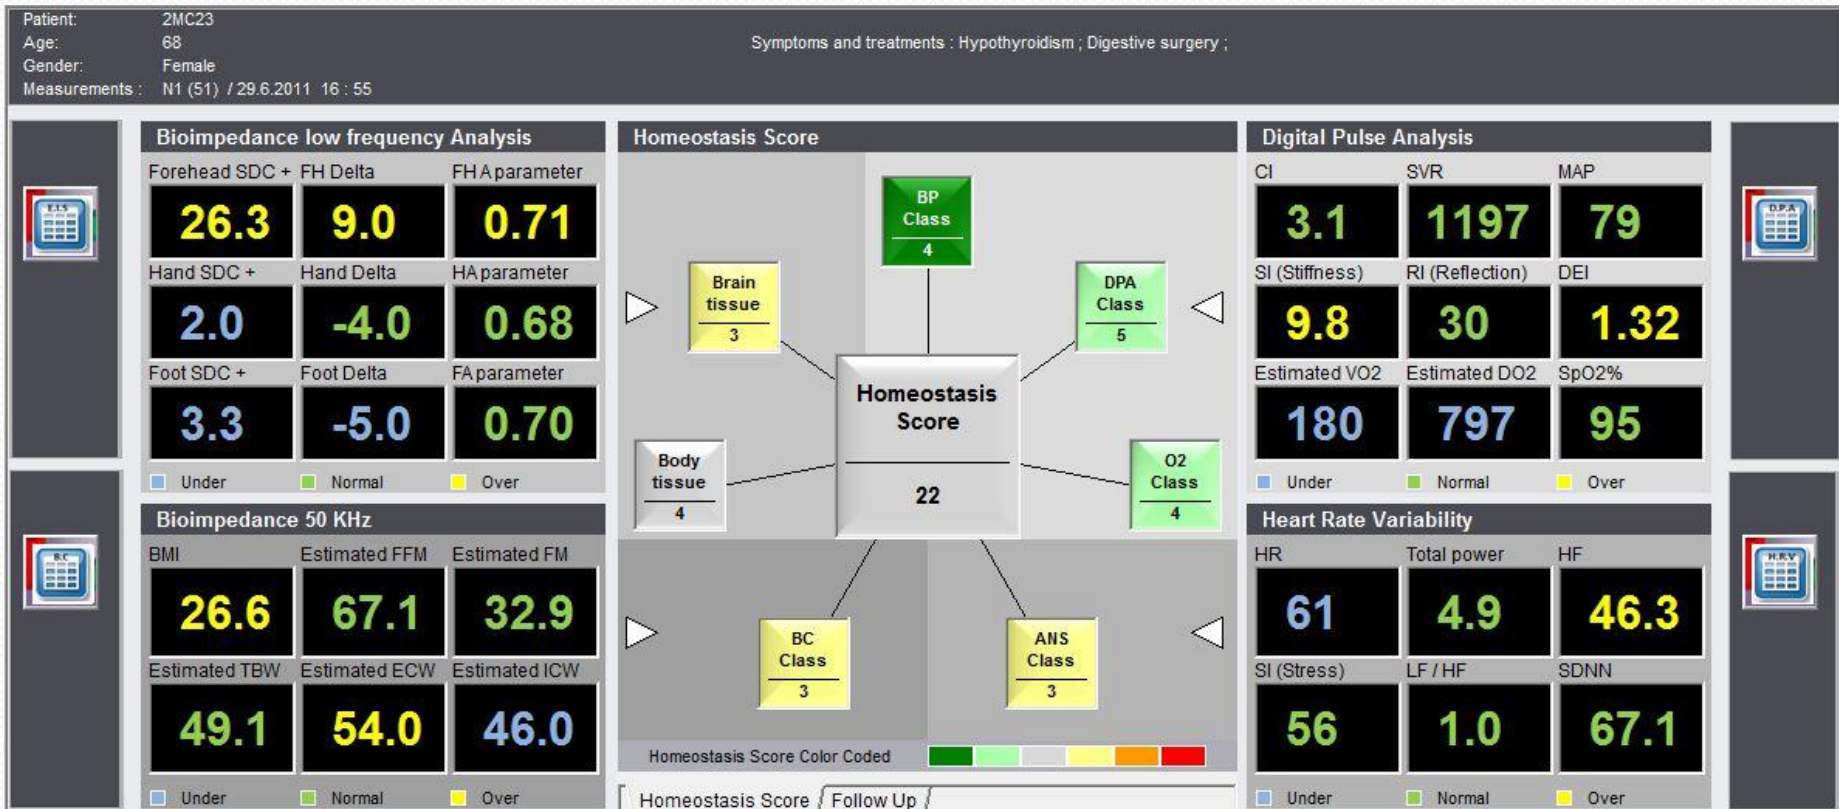 Patient: 2MC23
Age: 68
Gender: Female
Measurements : N1 (51) / 29.6.2011 16 : 55
Symptoms and treatments : Hypothyroidism ; Digestive surgery ;
E.I.S
Bioimpedance low frequency Analysis
Forehead SDC + FH Delta FH A parameter
26.3 9.0 0.71
Hand SDC + Hand Delta HA parameter
2.0 -4.0 0.68
Foot SDC + Foot Delta FA parameter
3.3 -5.0 0.70
Under Normal Over
B.C
Bioimpedance 50 KHz
BMI Estimated FFM Estimated FM
26.6 67.1 32.9
Estimated TBW Estimated ECW Estimated ICW
49.1 54.0 46.0
Under Normal Over
Homeostasis Score
BP
Class
4
Brain
tissue
3
DPA
Class
5
Homeostasis
Score
22
Body
tissue
4
O2
Class
4
BC
Class
3
ANS
Class
3
Homeostasis Score Color Coded
Homeostasis Score Follow Up
Digital Pulse Analysis
CI SVR MAP
3.1 1197 79
SI (Stiffness) RI (Reflection) DEI
9.8 30 1.32
Estimated VO2 Estimated DO2 SpO2%
180 797 95
Under Normal Over
D.P.A
Heart Rate Variability
HR Total power HF
61 4.9 46.3
SI (Stress) LF / HF SDNN
56 1.0 67.1
Under Normal Over
H.R.V